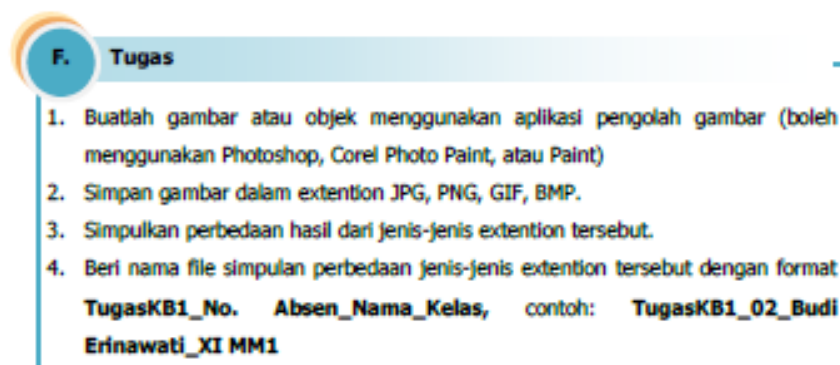 F. Tugas
1. Buatlah gambar atau objek menggunakan aplikasi pengolah gambar (boleh
menggunakan Photoshop, Corel Photo Paint, atau Paint)
2. Simpan gambar dalam extention JPG, PNG, GIF, BMP.
3. Simpulkan perbedaan hasil dari jenis-jenis extention tersebut.
4. Beri nama file simpulan perbedaan jenis-jenis extention tersebut dengan format
TugasKB1_No. Absen_Nama_Kelas, contoh: TugasKB1_02_Budi
Erinawati_XI MM1